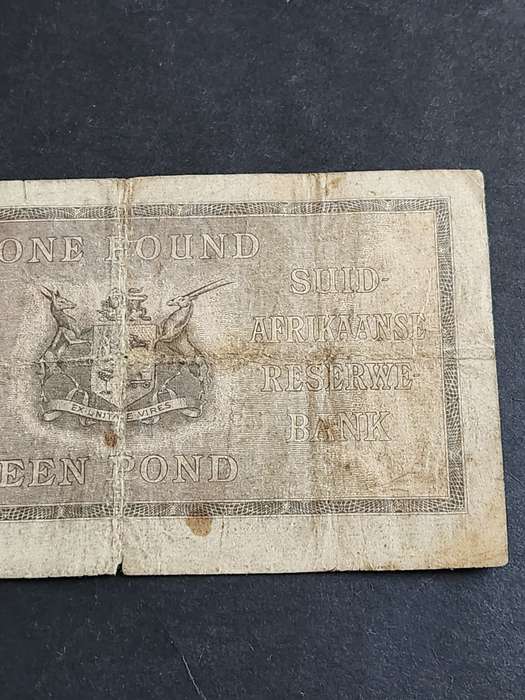 ONE POUND
SUID-
AFRIKAANSE
RESERWE-
BANK
EX UNITATE VIRES
EEN POND